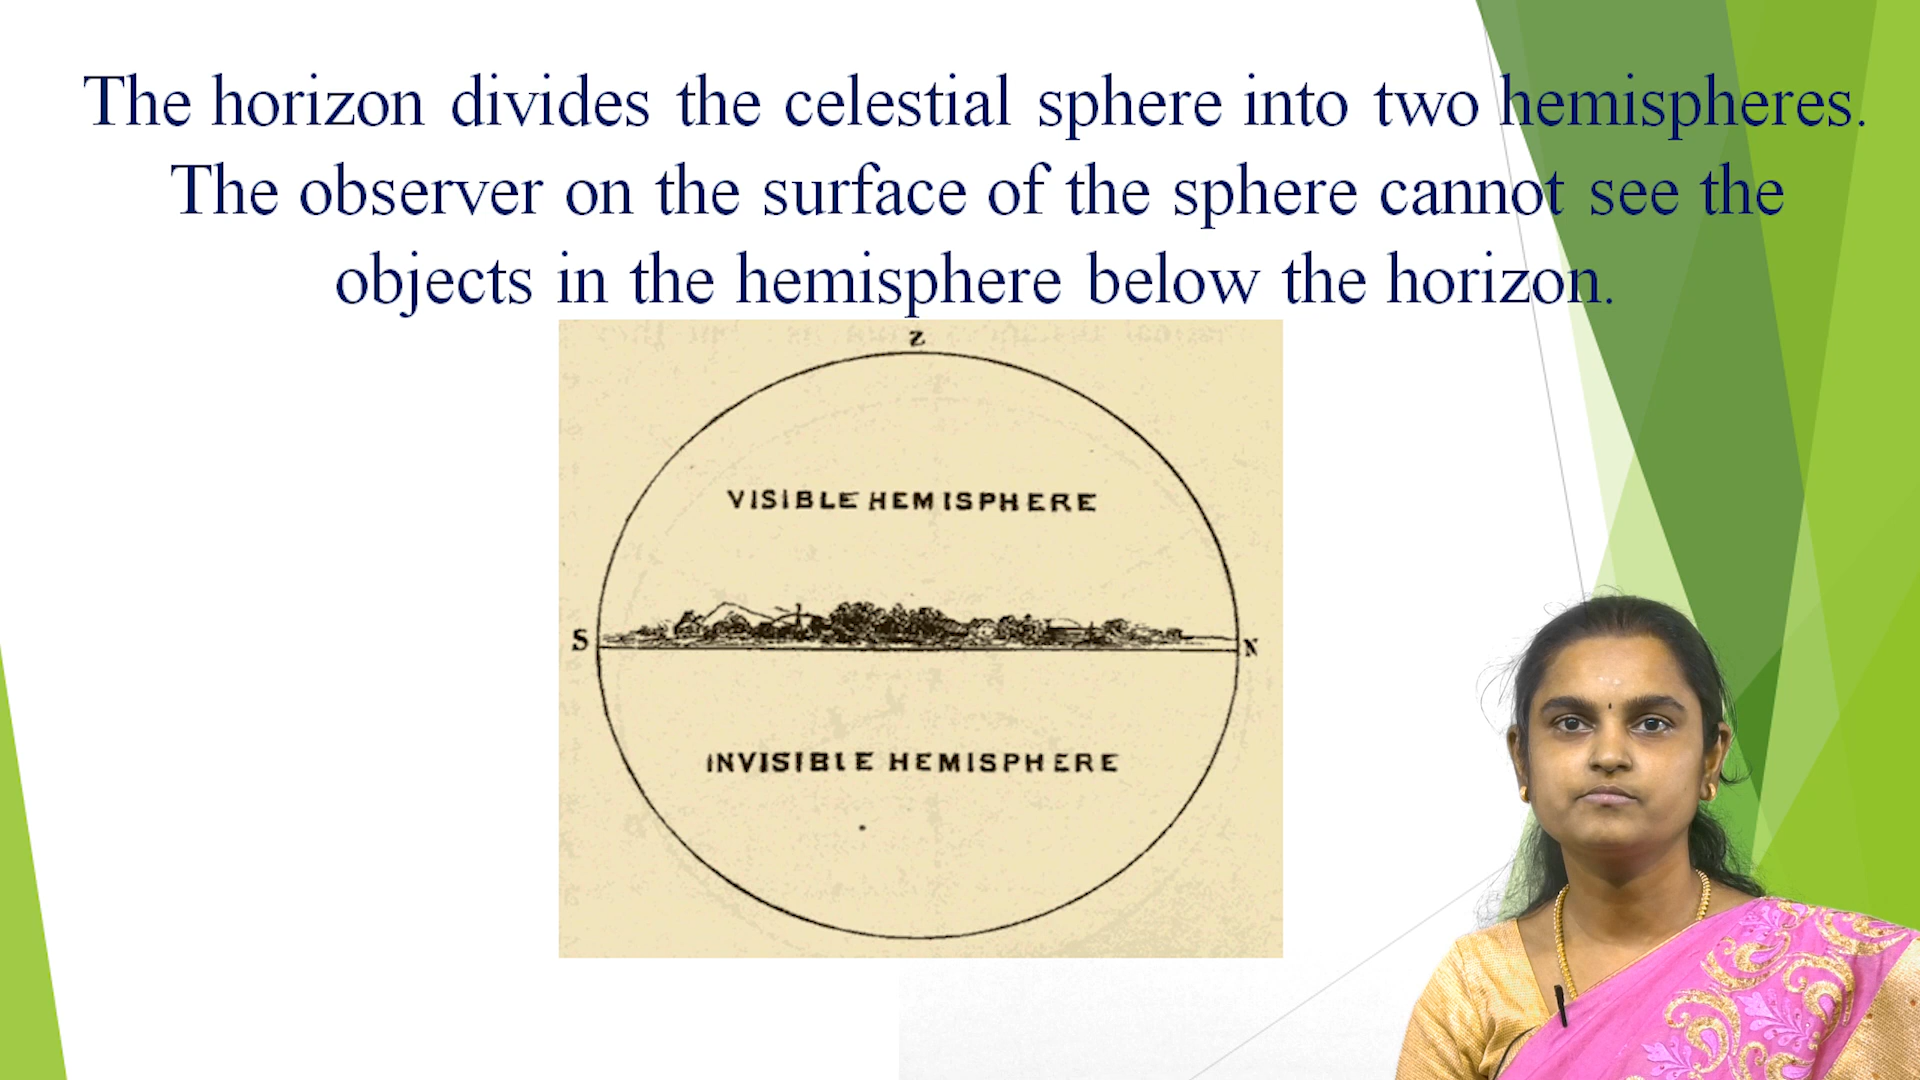 The horizon divides the celestial sphere into two hemispheres.
The observer on the surface of the sphere cannot see the
objects in the hemisphere below the horizon.
Z
VISIBLE HEMISPHERE
S
N
INVISIBLE HEMISPHERE